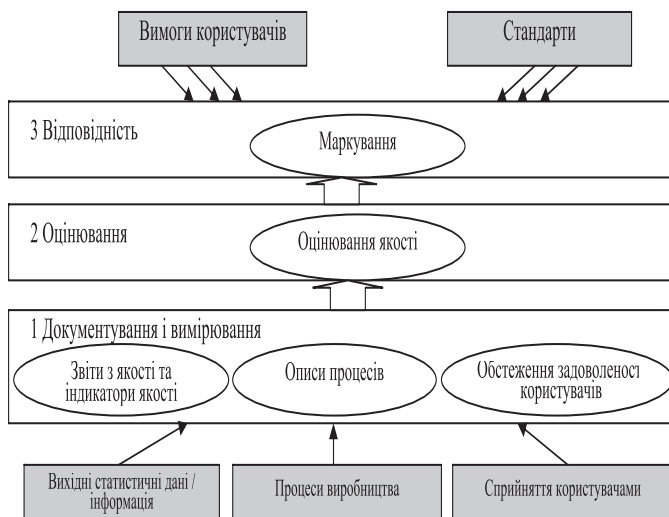 Вимоги користувачів
Стандарти
3 Відповідність
Маркування
2 Оцінювання
Оцінювання якості
1 Документування і вимірювання
Звіти з якості та
індикатори якості
Описи процесів
Обстеження задоволеност
користувачів
Вихідні статистичні дані /
інформація
Процеси виробництва
Сприйняття користувачами